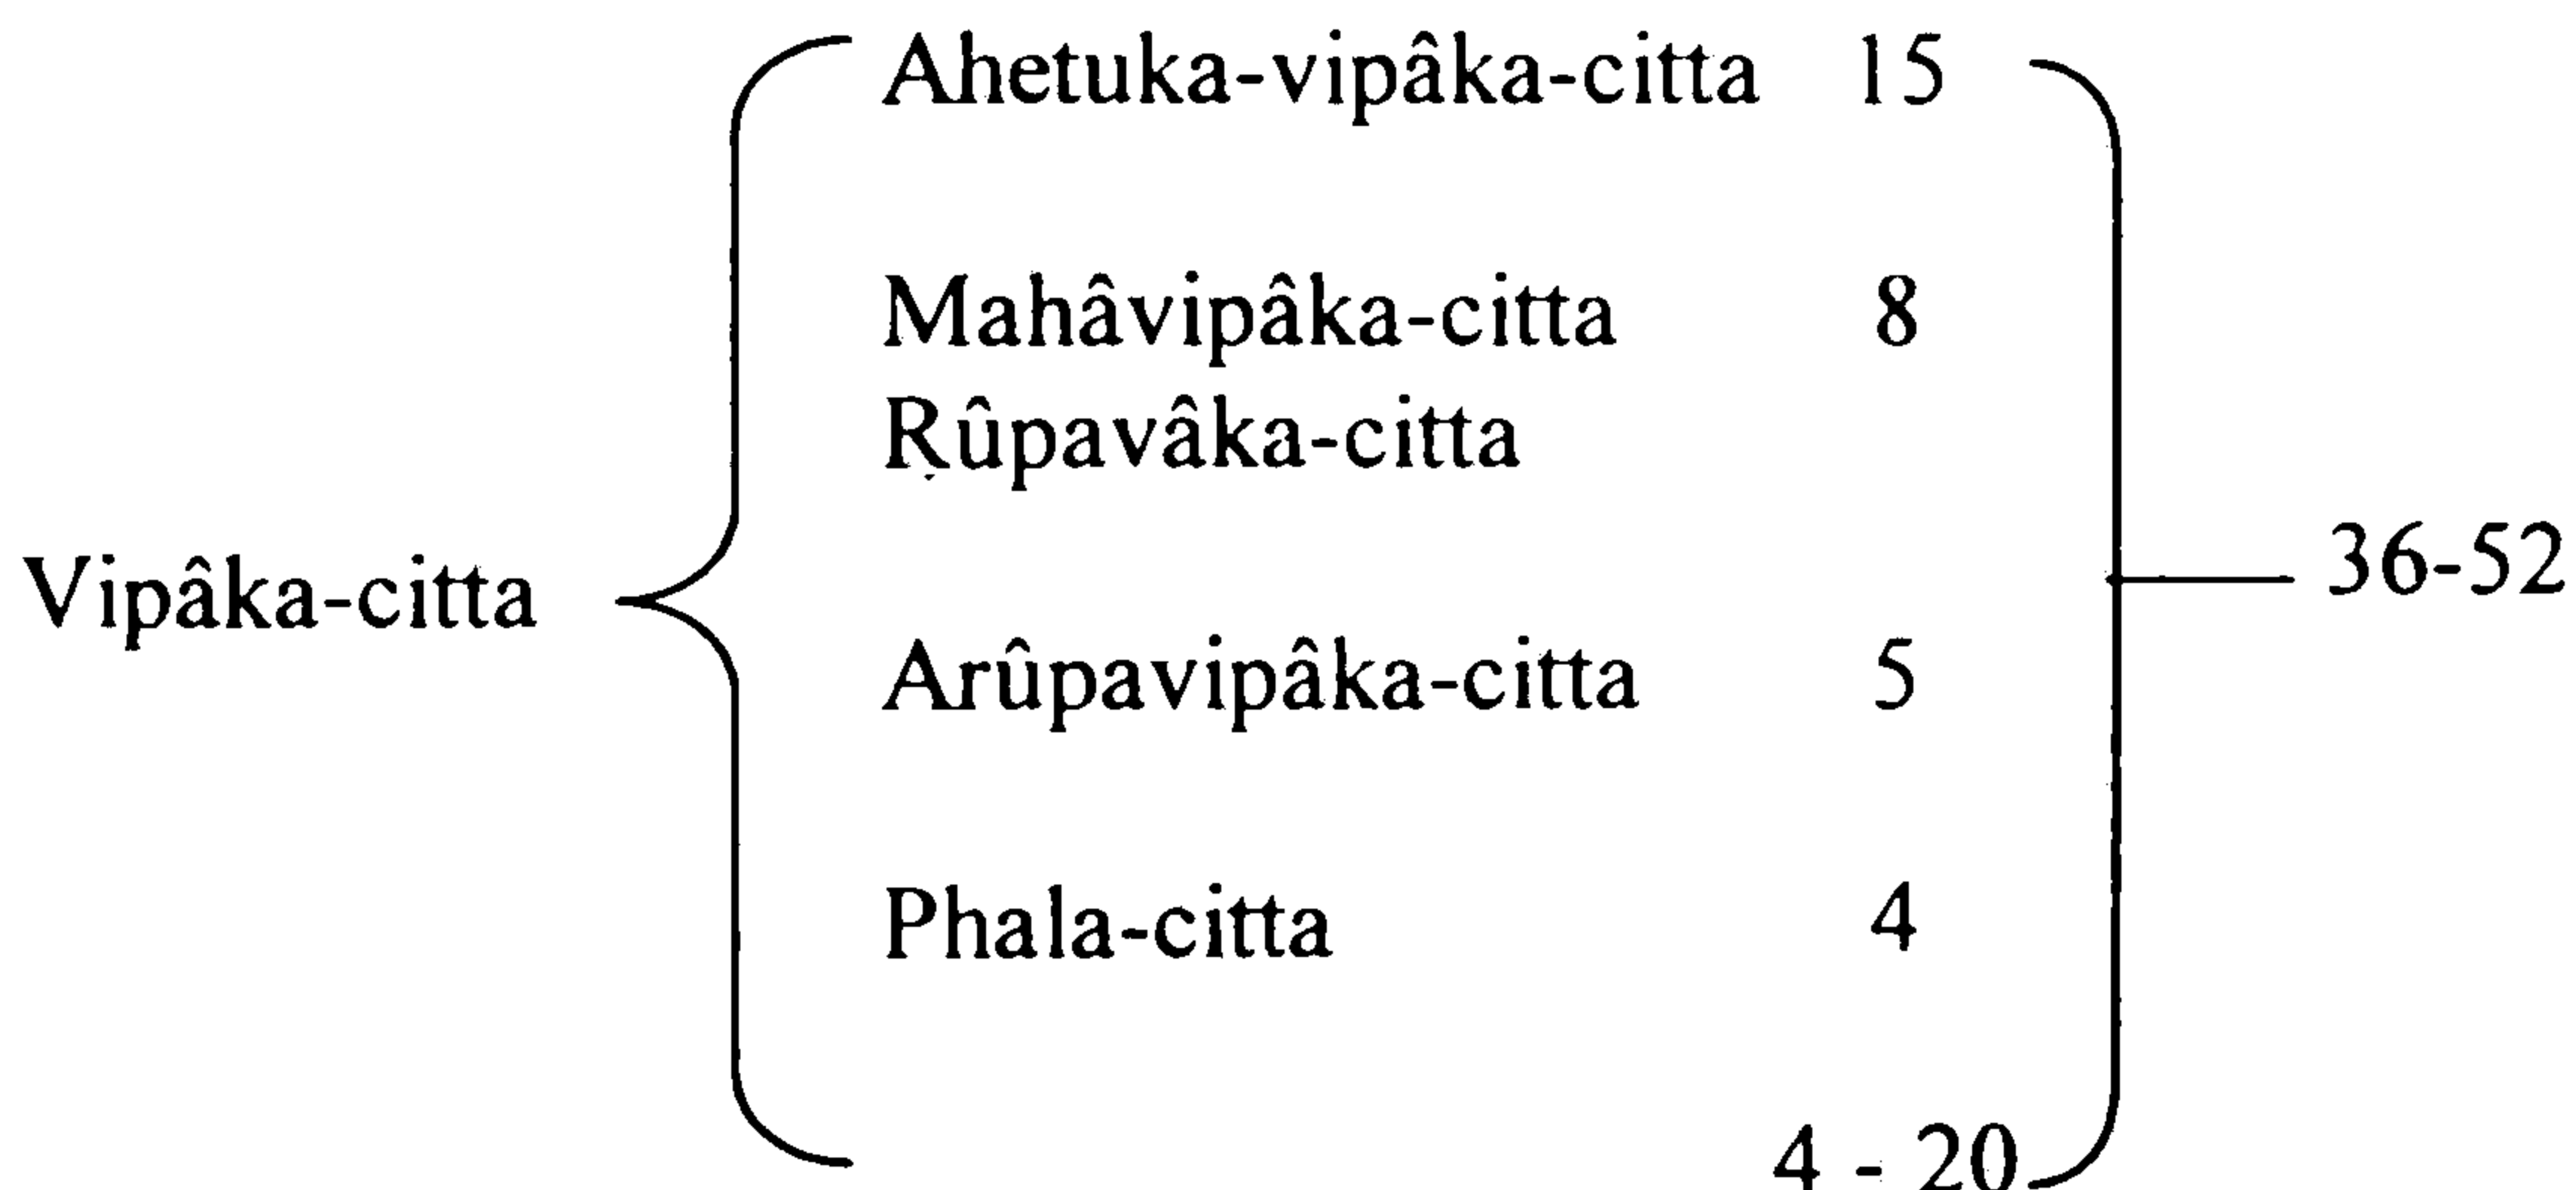 Ahetuka-vipâka-citta 15
Mahâvipâka-citta 8
Rûpavâka-citta
Vipâka-citta
36-52
Arûpavipâka-citta 5
Phala-citta 4
4 - 20